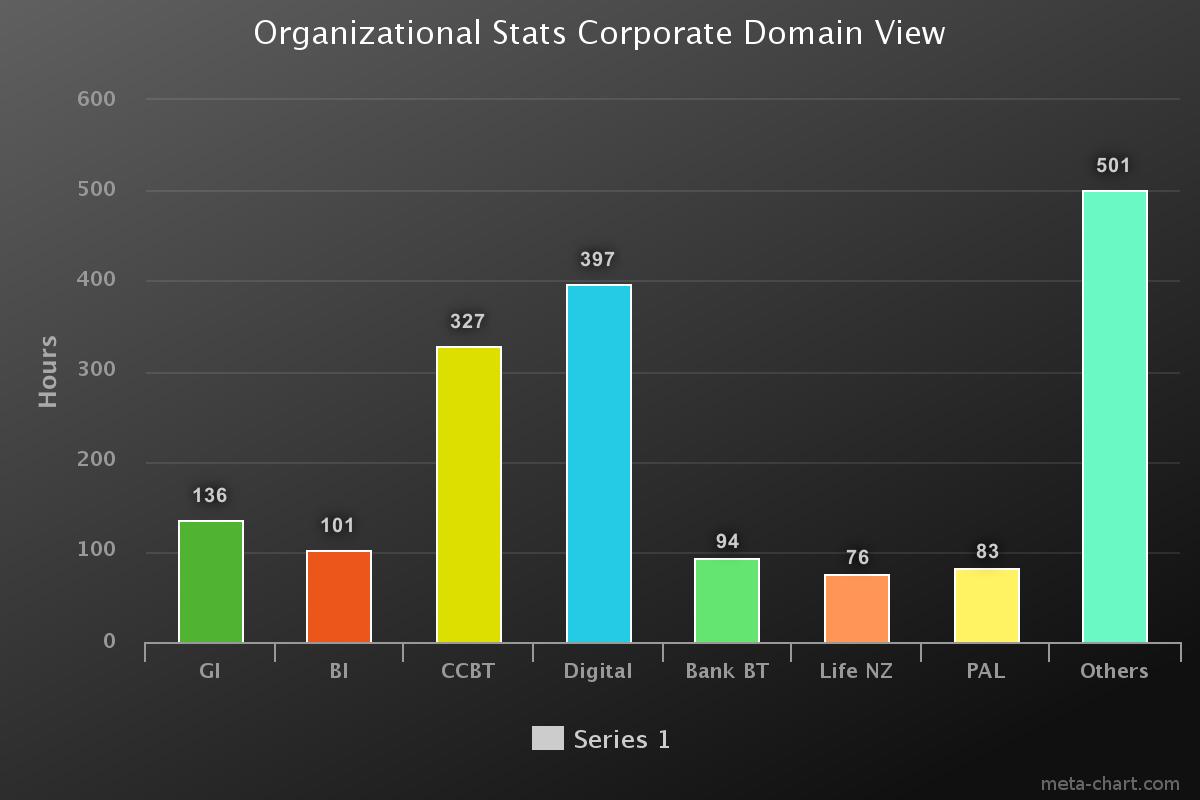 Organizational Stats Corporate Domain View
600
500
400
300
200
100
0
Hours
136
101
327
397
94
76
83
501
GI
BI
CCBT
Digital
Bank BT
Life NZ
PAL
Others
Series 1
meta-chart.com